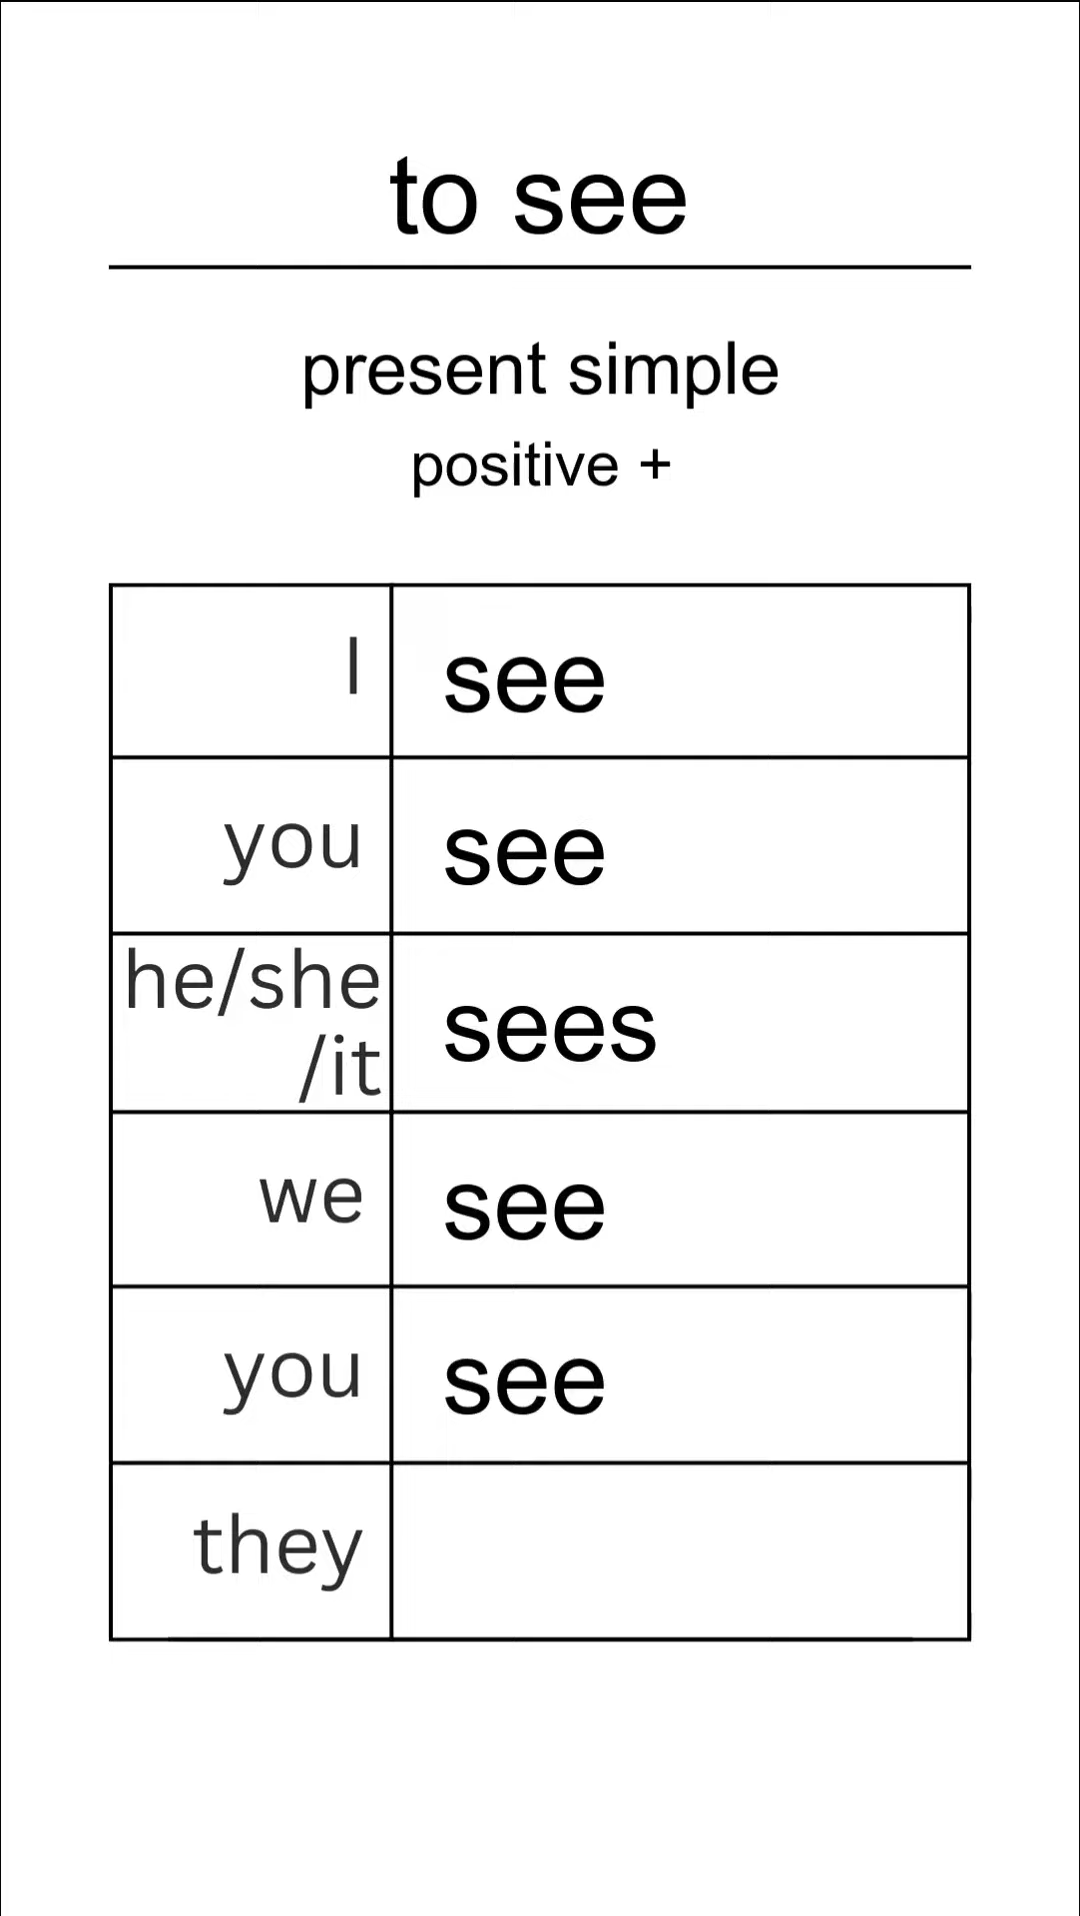 to see
present simple
positive +
I see
you see
he/she
/it sees
we see
you see
they